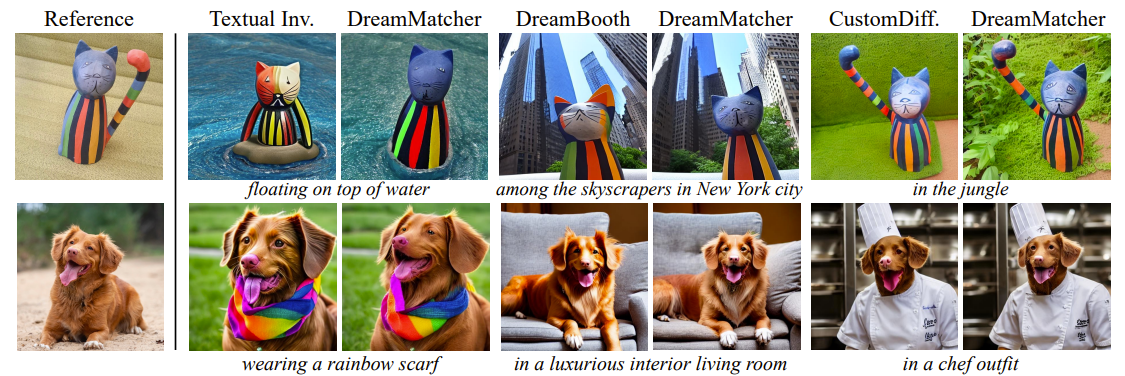 Reference Textual Inv. DreamMatcher DreamBooth DreamMatcher CustomDiff. DreamMatcher
floating on top of water among the skyscrapers in New York city in the jungle
wearing a rainbow scarf in a luxurious interior living room in a chef outfit